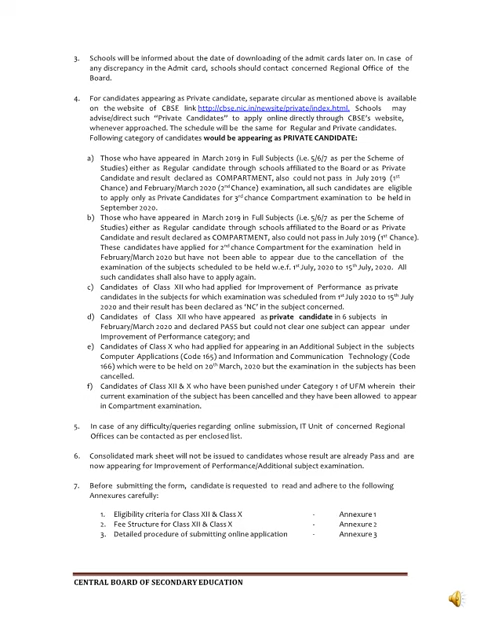 3. Schools will be informed about the date of downloading of the admit cards later on. In case of
any discrepancy in the Admit card, schools should contact concerned Regional Office of the
Board.
4. For candidates appearing as Private candidate, separate circular as mentioned above is available
on the website of CBSE link http://cbse.nic.in/newsite/private/index.html. Schools may
advise/direct such "Private Candidates" to apply online directly through CBSE's website,
whenever approached. The schedule will be the same for Regular and Private candidates.
Following category of candidates would be appearing as PRIVATE CANDIDATE:
a) Those who have appeared in March 2019 in Full Subjects (i.e. 5/6/7 as per the Scheme of
Studies) either as Regular candidate through schools affiliated to the Board or as Private
Candidate and result declared as COMPARTMENT, also could not pass in July 2019 (1st
Chance) and February/March 2020 (2nd Chance) examination, all such candidates are eligible
to apply only as Private Candidates for 3rd chance Compartment examination to be held in
September 2020.
b) Those who have appeared in March 2019 in Full Subjects (i.e. 5/6/7 as per the Scheme of
Studies) either as Regular candidate through schools affiliated to the Board or as Private
Candidate and result declared as COMPARTMENT, also could not pass in July 2019 (1st Chance).
These candidates have applied for 2nd chance Compartment for the examination held in
February/March 2020 but have not been able to appear due to the cancellation of the
examination of the subjects scheduled to be held w.e.f. 1st July, 2020 to 15th July, 2020. All
such candidates shall also have to apply again.
c) Candidates of Class XII who had applied for Improvement of Performance as private
candidates in the subjects for which examination was scheduled from 1st July 2020 to 15th July
2020 and their result has been declared as 'NC' in the subject concerned.
d) Candidates of Class XII who have appeared as private candidate in 6 subjects in
February/March 2020 and declared PASS but could not clear one subject can appear under
Improvement of Performance category; and
e) Candidates of Class X who had applied for appearing in an Additional Subject in the subjects
Computer Applications (Code 165) and Information and Communication Technology (Code
166) which were to be held on 20th March, 2020 but the examination in the subjects has been
cancelled.
f) Candidates of Class XII & X who have been punished under Category 1 of UFM wherein their
current examination of the subject has been cancelled and they have been allowed to appear
in Compartment examination.
5. In case of any difficulty/queries regarding online submission, IT Unit of concerned Regional
Offices can be contacted as per enclosed list.
6. Consolidated mark sheet will not be issued to candidates whose result are already Pass and are
now appearing for Improvement of Performance/Additional subject examination.
7. Before submitting the form, candidate is requested to read and adhere to the following
Annexures carefully:
1. Eligibility criteria for Class XII & Class X - Annexure 1
2. Fee Structure for Class XII & Class X - Annexure 2
3. Detailed procedure of submitting online application - Annexure 3
CENTRAL BOARD OF SECONDARY EDUCATION